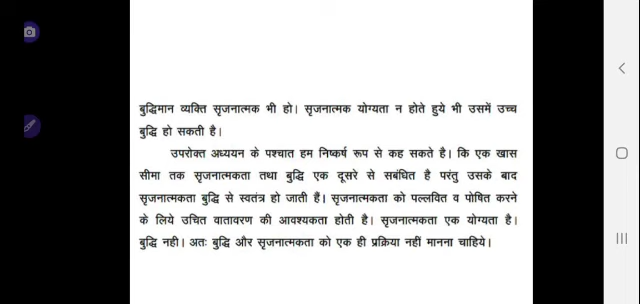 बुद्धिमान व्यक्ति सृजनात्मक भी हो। सृजनात्मक योग्यता न होते हुये भी उसमें उच्च
बुद्धि हो सकती है।
उपरोक्त अध्ययन के पश्चात हम निष्कर्ष रूप से कह सकते है। कि एक खास
सीमा तक सृजनात्मकता तथा बुद्धि एक दूसरे से सबंधित है परंतु उसके बाद
सृजनात्मकता बुद्धि से स्वतंत्र हो जाती हैं। सृजनात्मकता को पल्लवित व पोषित करने
के लिये उचित वातावरण की आवश्यकता होती है। सृजनात्मकता एक योग्यता है।
बुद्धि नही। अतः बुद्धि और सृजनात्मकता को एक ही प्रक्रिया नहीं मानना चाहिये।